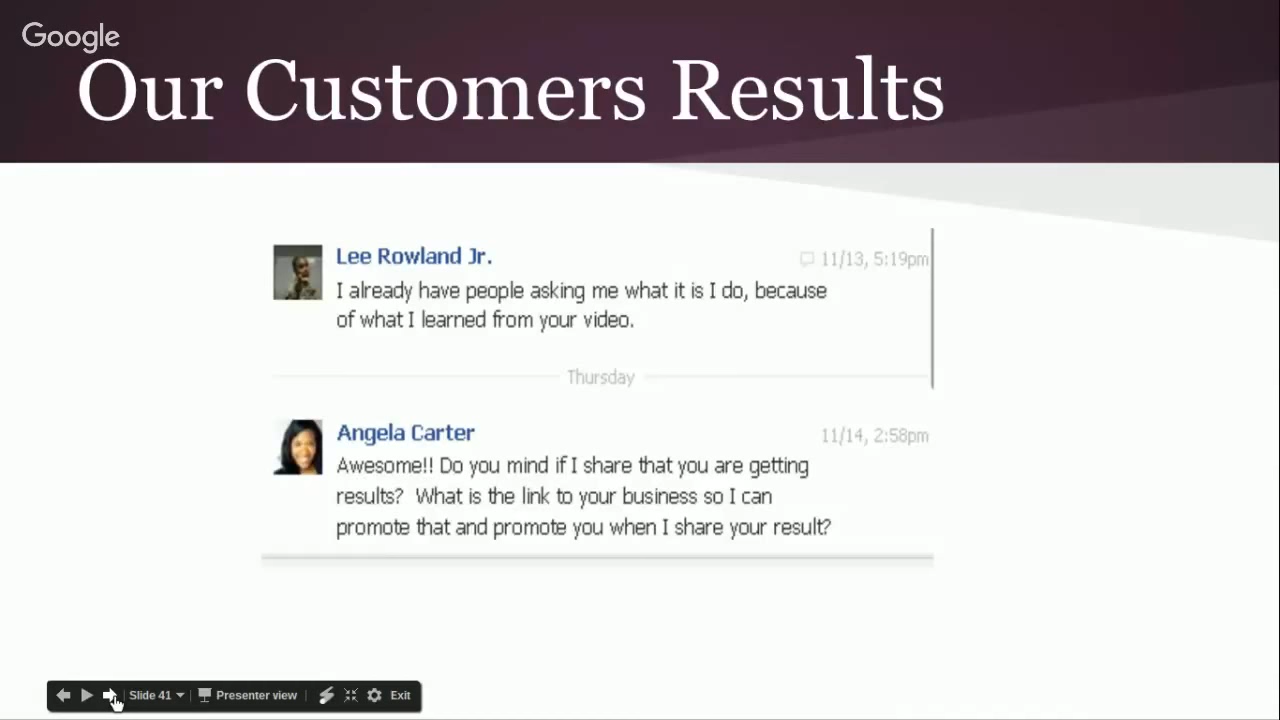 Google
Our Customers Results
Lee Rowland Jr.
11/13, 5:19pm
I already have people asking me what it is I do, because
of what I learned from your video.
Thursday
Angela Carter
11/14, 2:58pm
Awesome!! Do you mind if I share that you are getting
results? What is the link to your business so I can
promote that and promote you when I share your result?
Slide 41
Presenter view
Exit